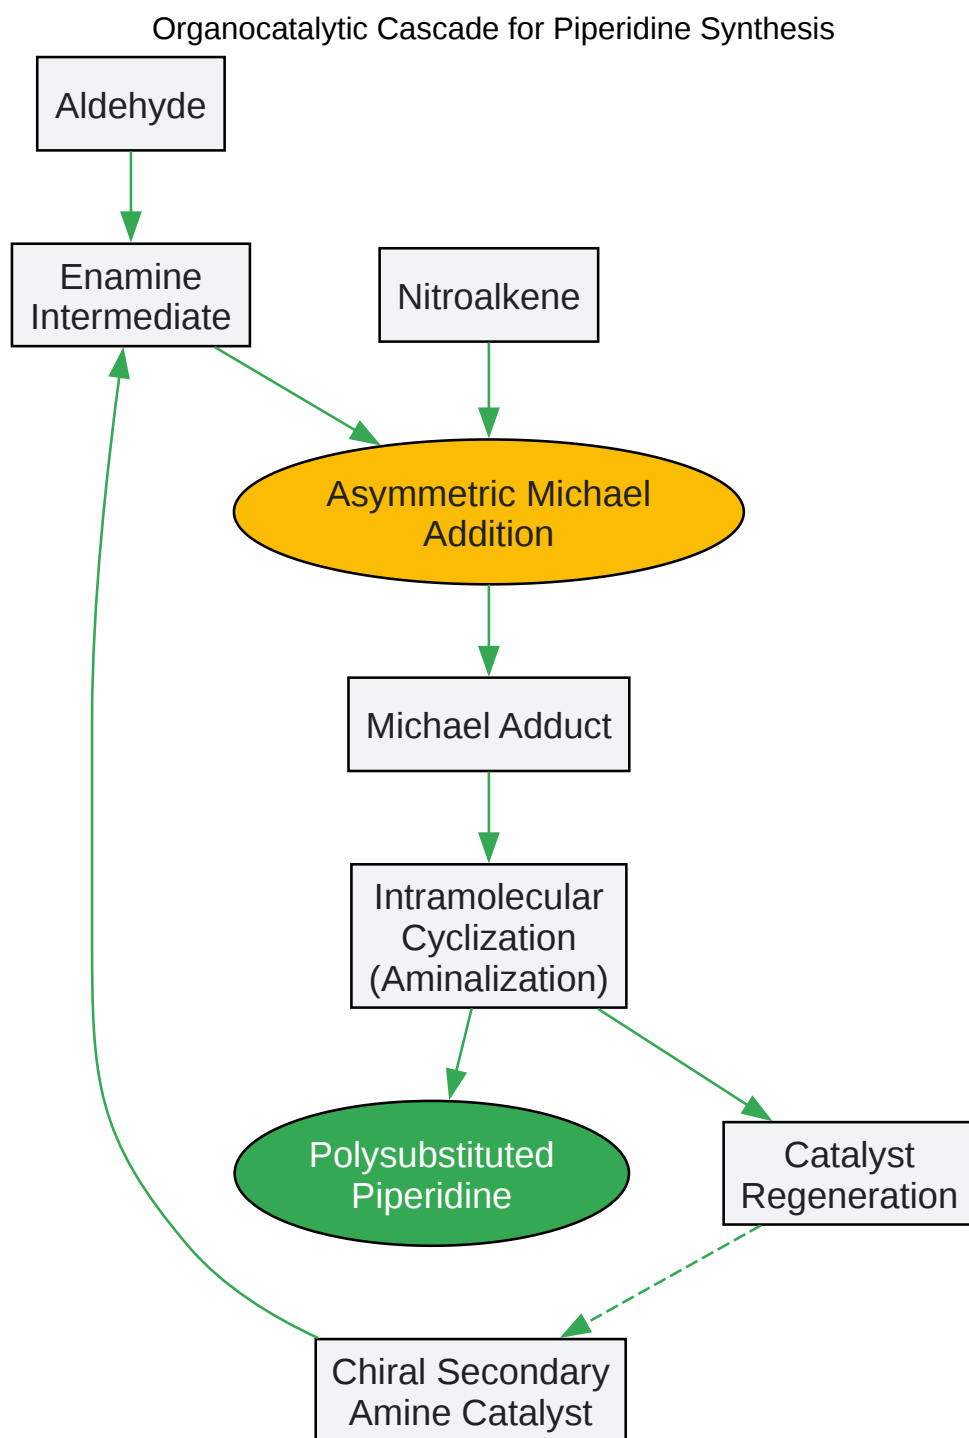 Organocatalytic Cascade for Piperidine Synthesis
Aldehyde
Enamine
Intermediate
Nitroalkene
Asymmetric Michael
Addition
Michael Adduct
Intramolecular
Cyclization
(Aminalization)
Polysubstituted
Piperidine
Catalyst
Regeneration
Chiral Secondary
Amine Catalyst